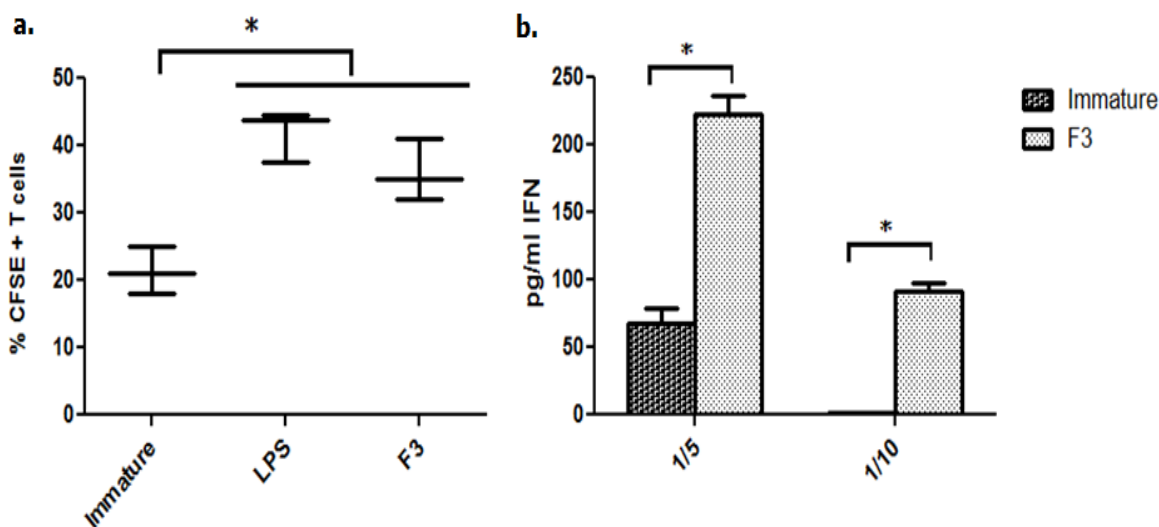 a.
*
% CFSE + T cells
50
40
30
20
10
0
Immature
LPS
F3
b.
*
*
pg/ml IFN
250
200
150
100
50
0
1/5
1/10
Immature
F3